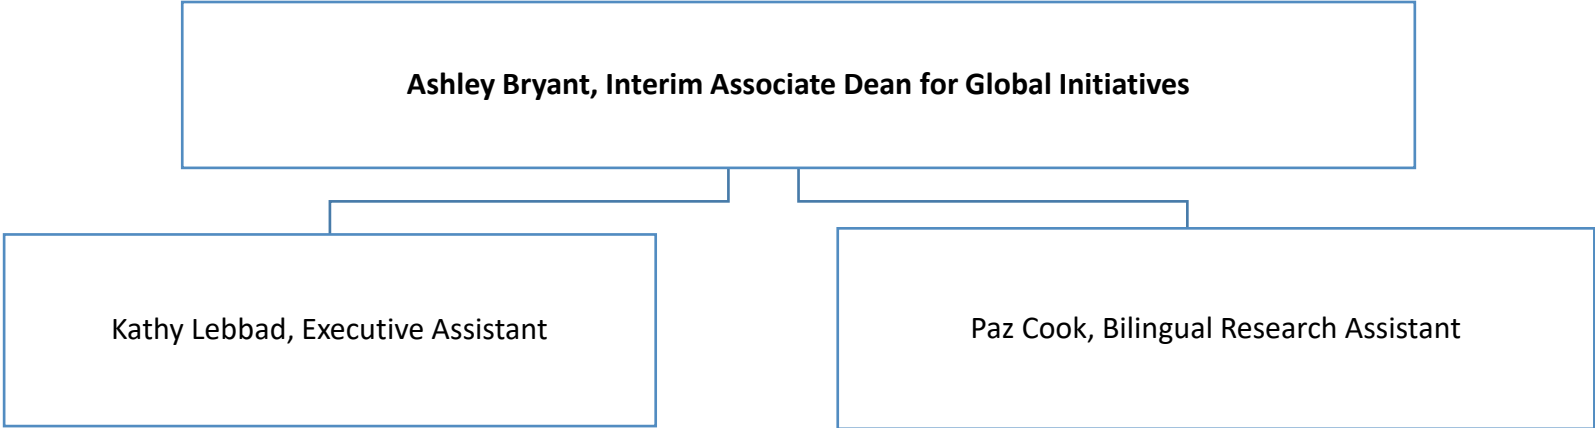 Ashley Bryant, Interim Associate Dean for Global Initiatives
Kathy Lebbad, Executive Assistant
Paz Cook, Bilingual Research Assistant